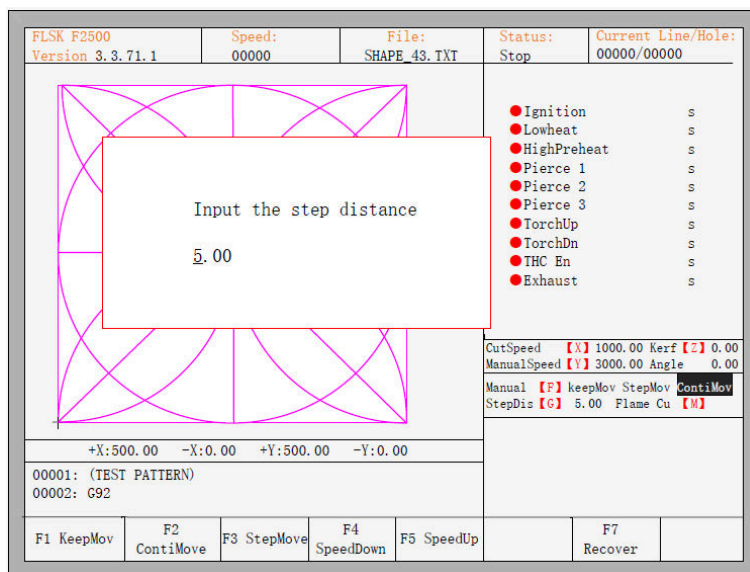 FLSK F2500
Version 3.3.71.1
Speed:
00000
File:
SHAPE_43.TXT
Status:
Stop
Current Line/Hole:
00000/00000
Input the step distance
5.00
Ignition s
Lowheat s
HighPreheat s
Pierce 1 s
Pierce 2 s
Pierce 3 s
TorchUp s
TorchDn s
THC En s
Exhaust s
CutSpeed 【X】 1000.00 Kerf 【Z】 0.00
ManualSpeed 【Y】 3000.00 Angle 0.00
Manual 【F】 keepMov StepMov ContiMov
StepDis 【G】 5.00 Flame Cu 【M】
+X:500.00 -X:0.00 +Y:500.00 -Y:0.00
00001: (TEST PATTERN)
00002: G92
F1 KeepMov
F2
ContiMove
F3 StepMove
F4
SpeedDown
F5 SpeedUp
F7
Recover